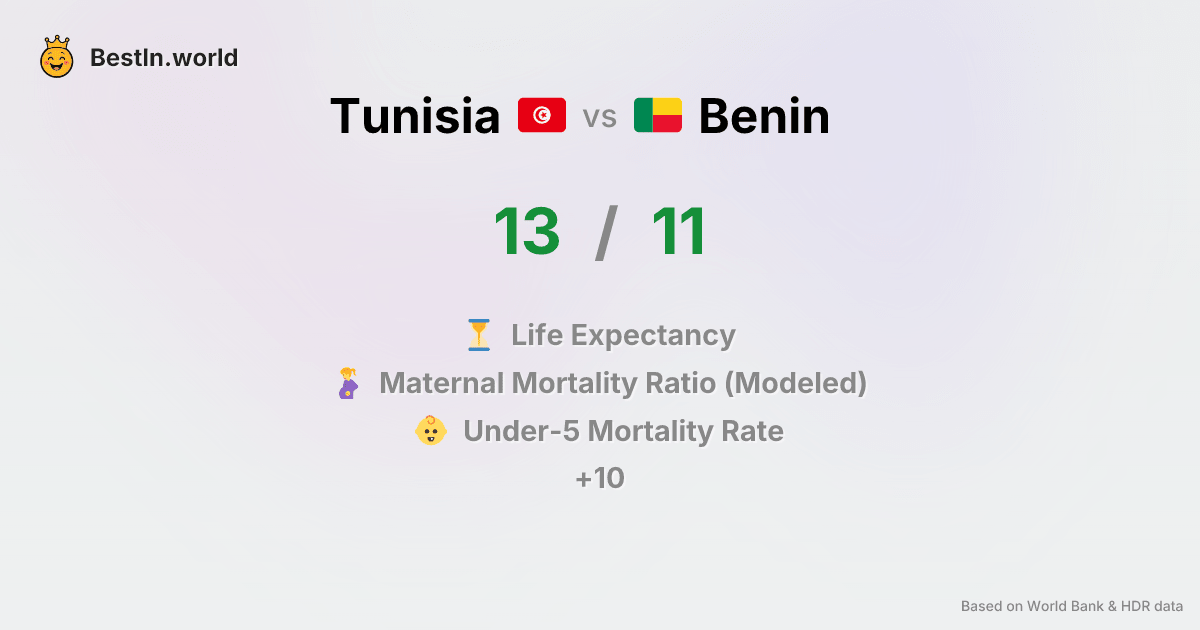 BestIn.world
Tunisia vs Benin
13 / 11
Life Expectancy
Maternal Mortality Ratio (Modeled)
Under-5 Mortality Rate
+10
Based on World Bank & HDR data